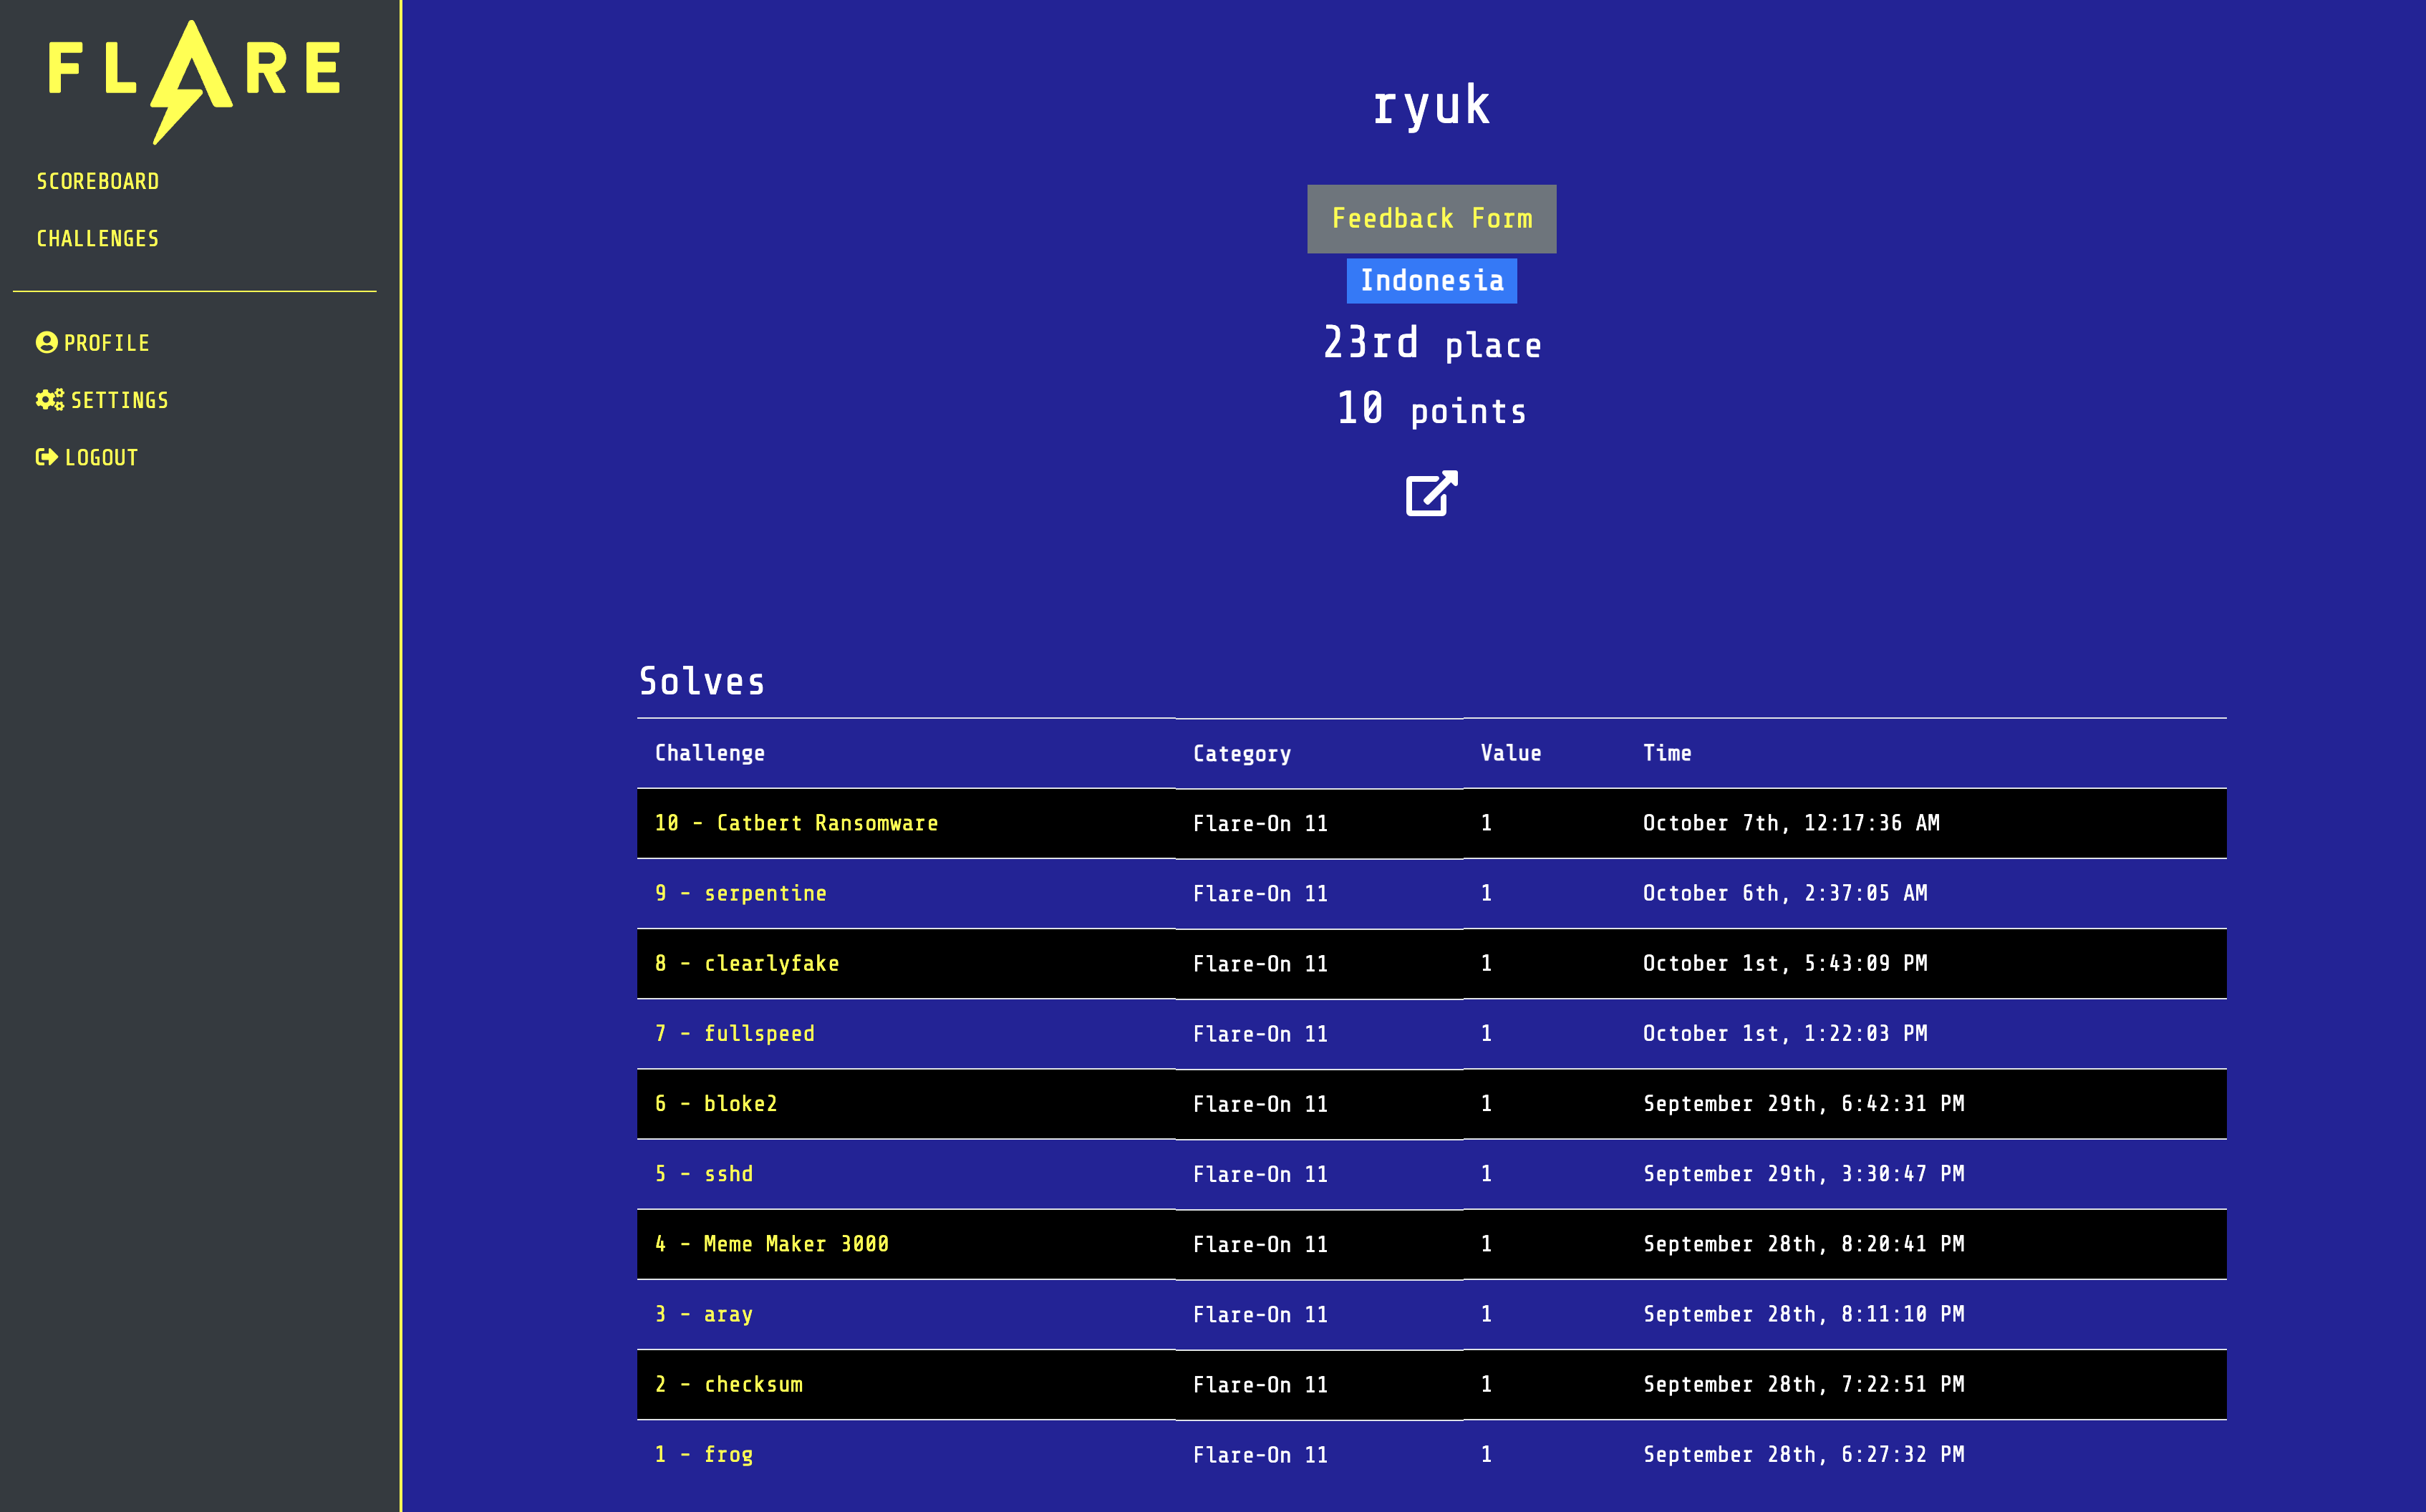 FLARE
SCOREBOARD
CHALLENGES
PROFILE
SETTINGS
LOGOUT
ryuk
Feedback Form
Indonesia
23rd place
10 points
Solves
Challenge Category Value Time
10 - Catbert Ransomware Flare-On 11 1 October 7th, 12:17:36 AM
9 - serpentine Flare-On 11 1 October 6th, 2:37:05 AM
8 - clearlyfake Flare-On 11 1 October 1st, 5:43:09 PM
7 - fullspeed Flare-On 11 1 October 1st, 1:22:03 PM
6 - bloke2 Flare-On 11 1 September 29th, 6:42:31 PM
5 - sshd Flare-On 11 1 September 29th, 3:30:47 PM
4 - Meme Maker 3000 Flare-On 11 1 September 28th, 8:20:41 PM
3 - aray Flare-On 11 1 September 28th, 8:11:10 PM
2 - checksum Flare-On 11 1 September 28th, 7:22:51 PM
1 - frog Flare-On 11 1 September 28th, 6:27:32 PM